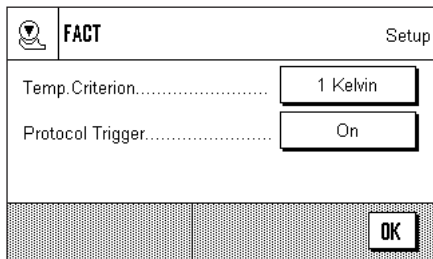 FACT Setup
Temp.Criterion........................ 1 Kelvin
Protocol Trigger....................... On
OK